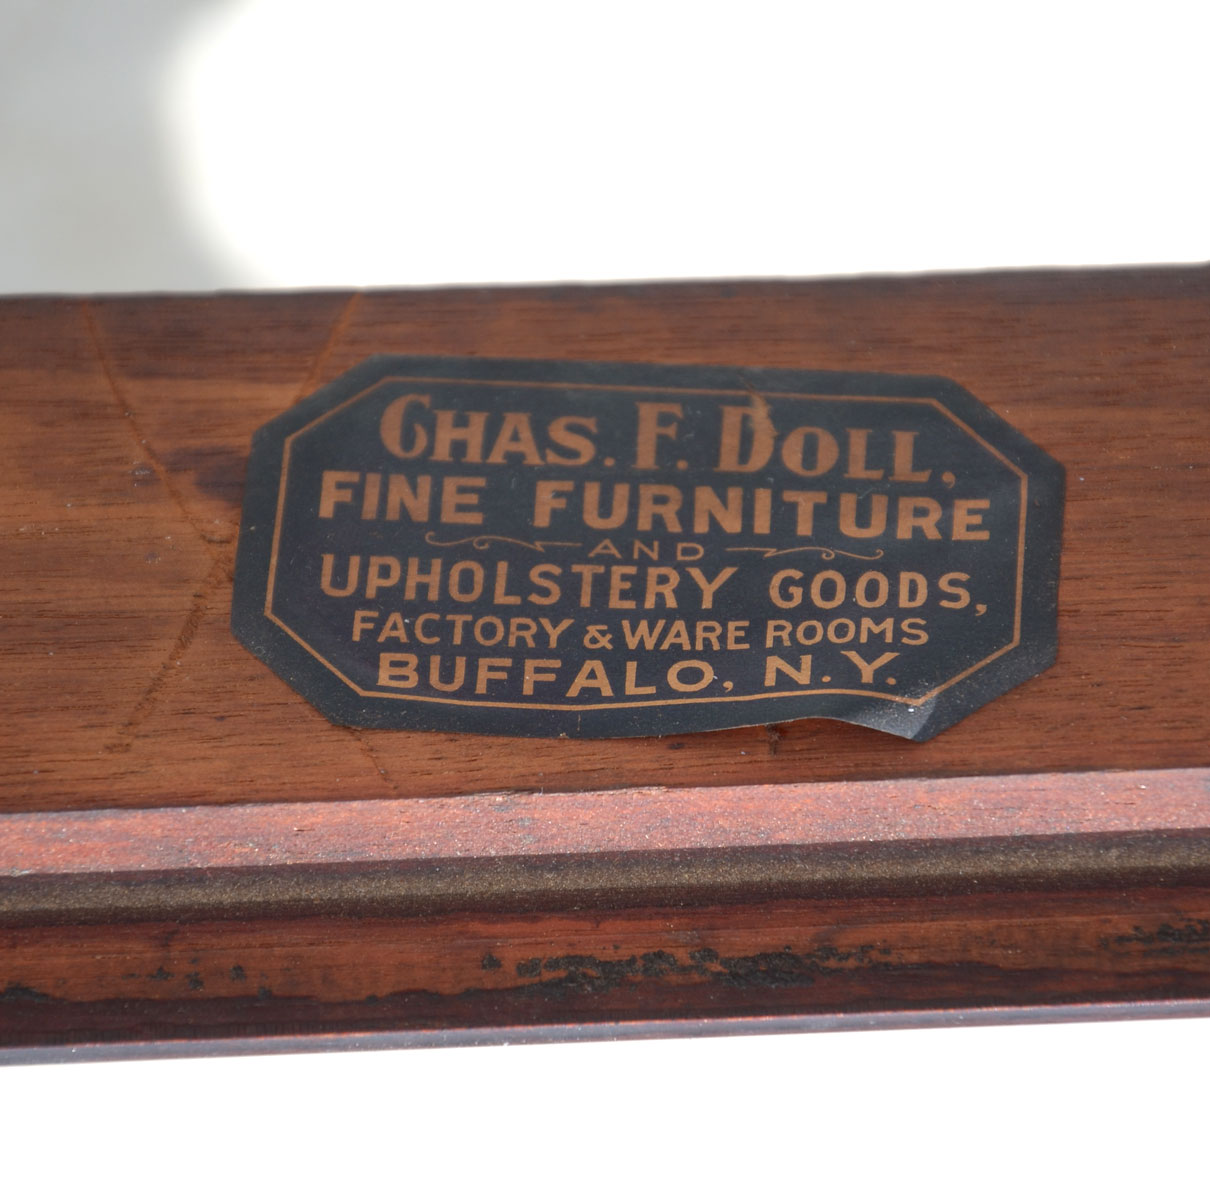 CHAS. F. DOLL,
FINE FURNITURE
AND
UPHOLSTERY GOODS,
FACTORY & WARE ROOMS
BUFFALO, N.Y.